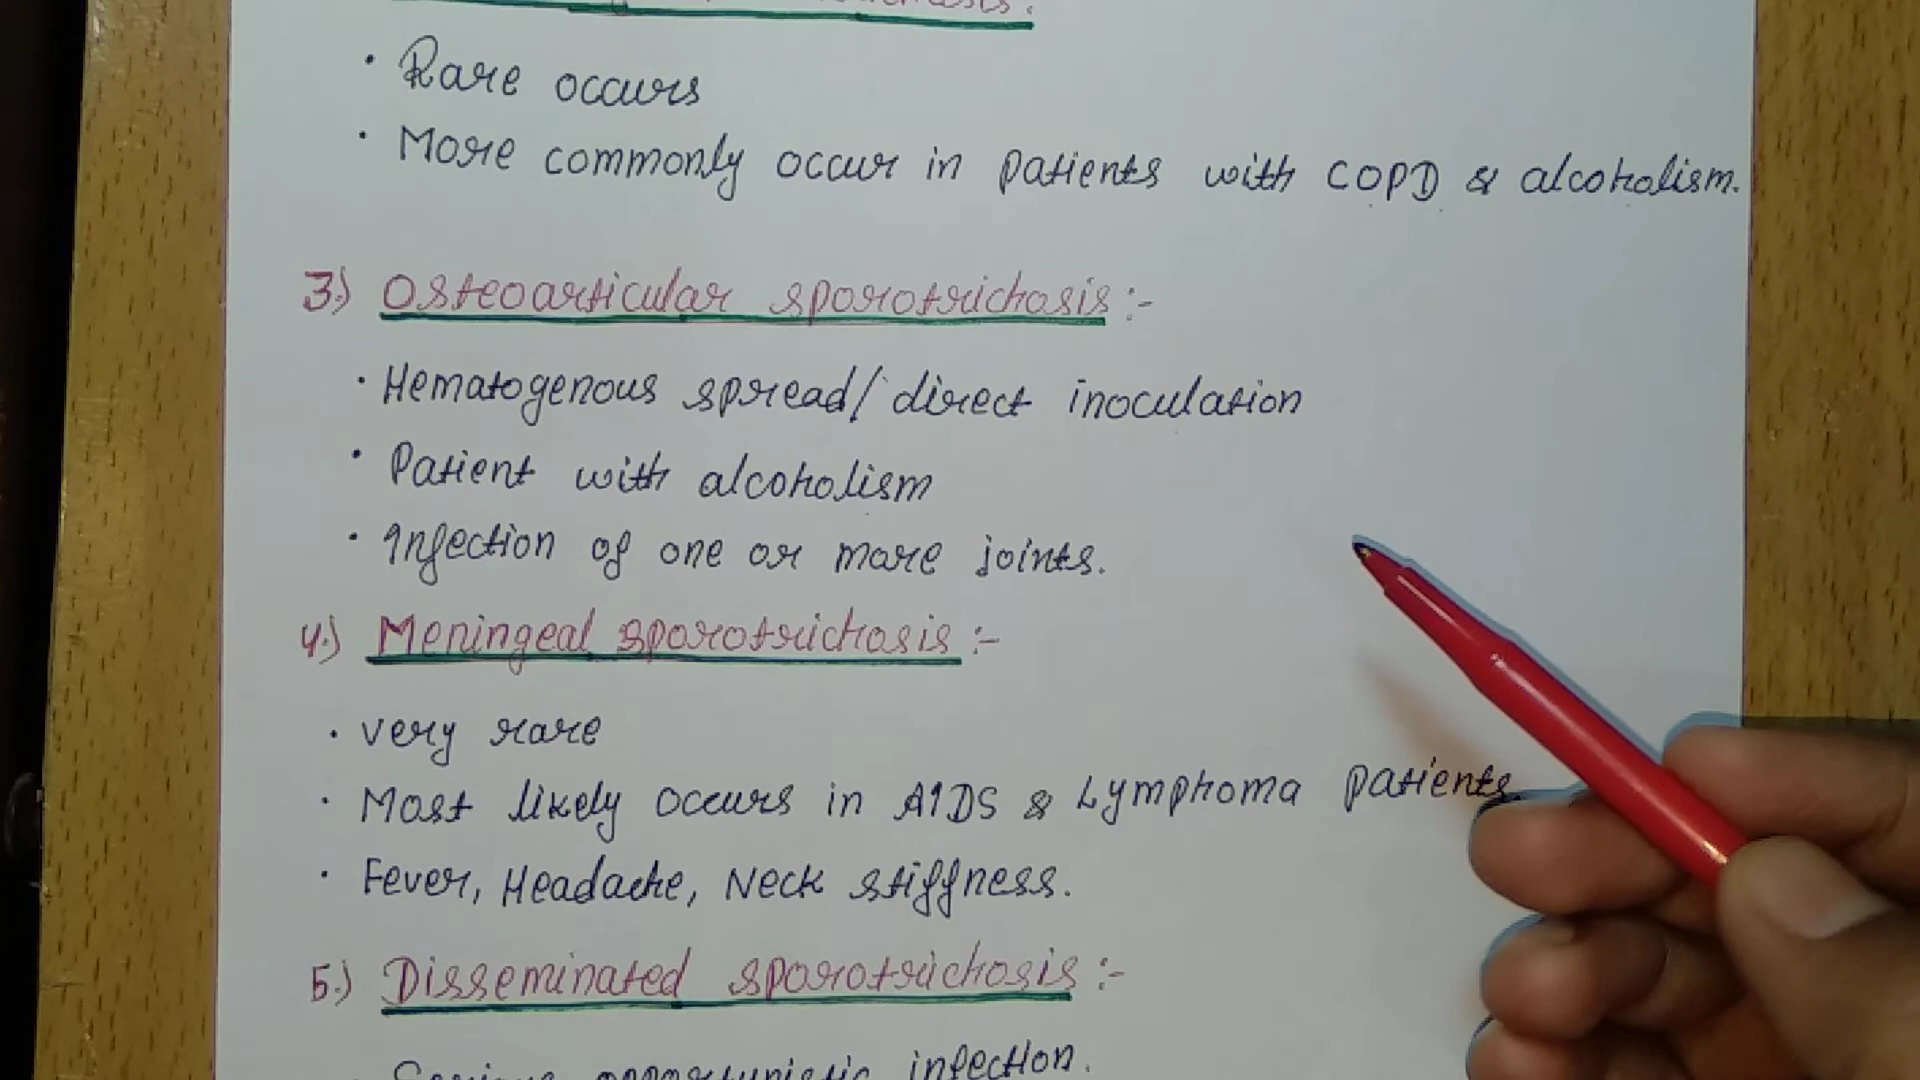 • Rare occurs
• More commonly occur in patients with COPD & alcoholism.
3.) Osteoarticular sporotrichosis :-
• Hematogenous spread/direct inoculation
• Patient with alcoholism
• Infection of one or more joints.
4.) Meningeal sporotrichosis :-
• very rare
• Most likely occurs in AIDS & Lymphoma patients.
• Fever, Headache, Neck stiffness.
5.) Disseminated sporotrichosis :-
opportunistic infection.